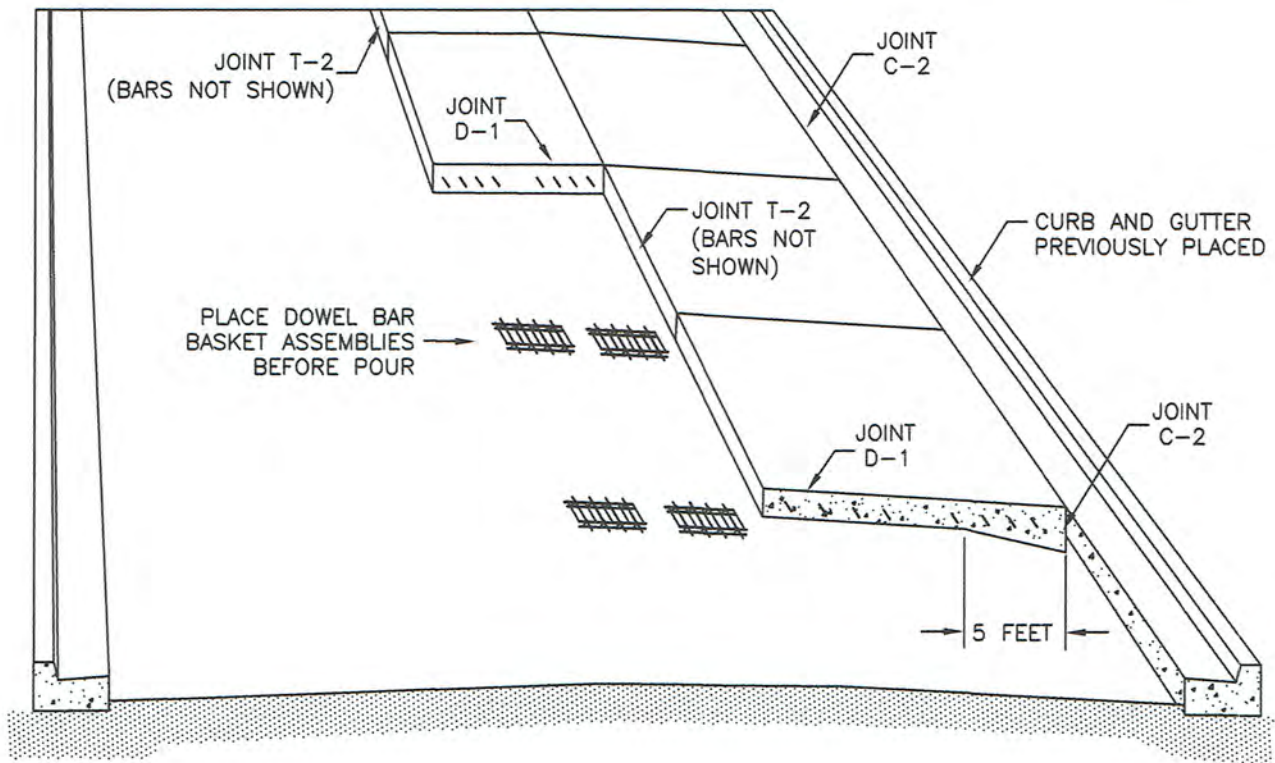 JOINT T-2
(BARS NOT SHOWN)
JOINT
C-2
JOINT
D-1
JOINT T-2
(BARS NOT
SHOWN)
CURB AND GUTTER
PREVIOUSLY PLACED
PLACE DOWEL BAR
BASKET ASSEMBLIES
BEFORE POUR
JOINT
D-1
JOINT
C-2
5 FEET